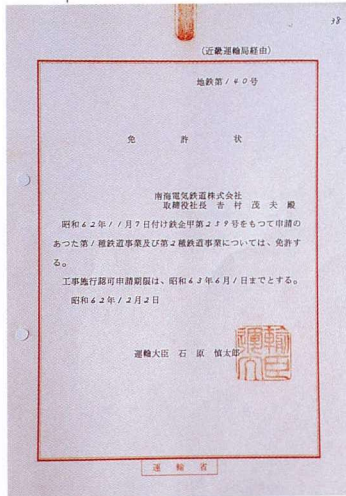 38
（近畿運輸局経由）
地鉄第140号
免許状
南海電気鉄道株式会社
取締役社長 吉村茂夫 殿
昭和62年11月7日付け鉄企甲第259号をもつて申請の
あつた第1種鉄道事業及び第2種鉄道事業については、免許す
る。
工事施行認可申請期限は、昭和63年6月1日までとする。
昭和62年12月2日
運輸大臣 石原慎太郎
運輸大臣
運輸省